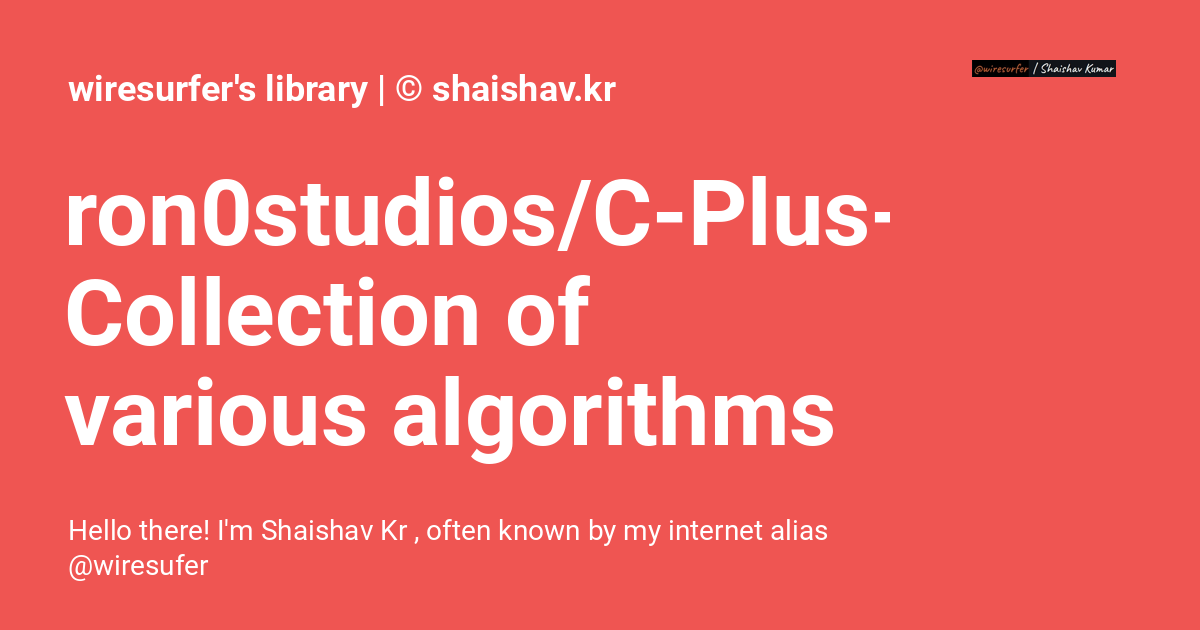 wiresurfer's library | © shaishav.kr
@wiresurfer | Shaishav Kumar
ron0studios/C-Plus-
Collection of
various algorithms
Hello there! I'm Shaishav Kr , often known by my internet alias
@wiresufer